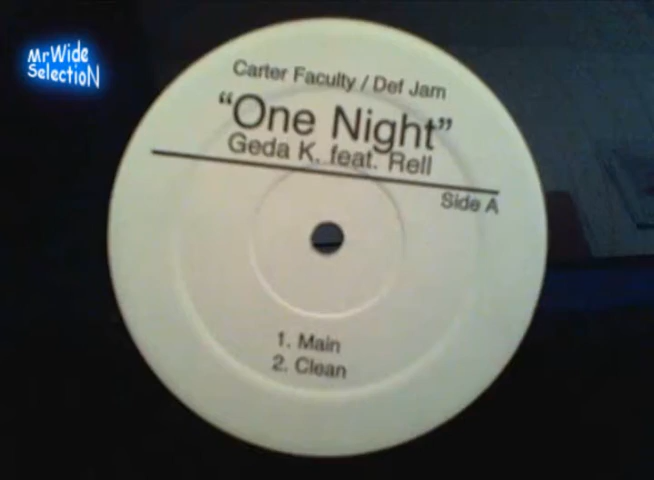 MrWide
SelectioN
Carter Faculty / Def Jam
“One Night”
Geda K. feat. Rell
Side A
1. Main
2. Clean